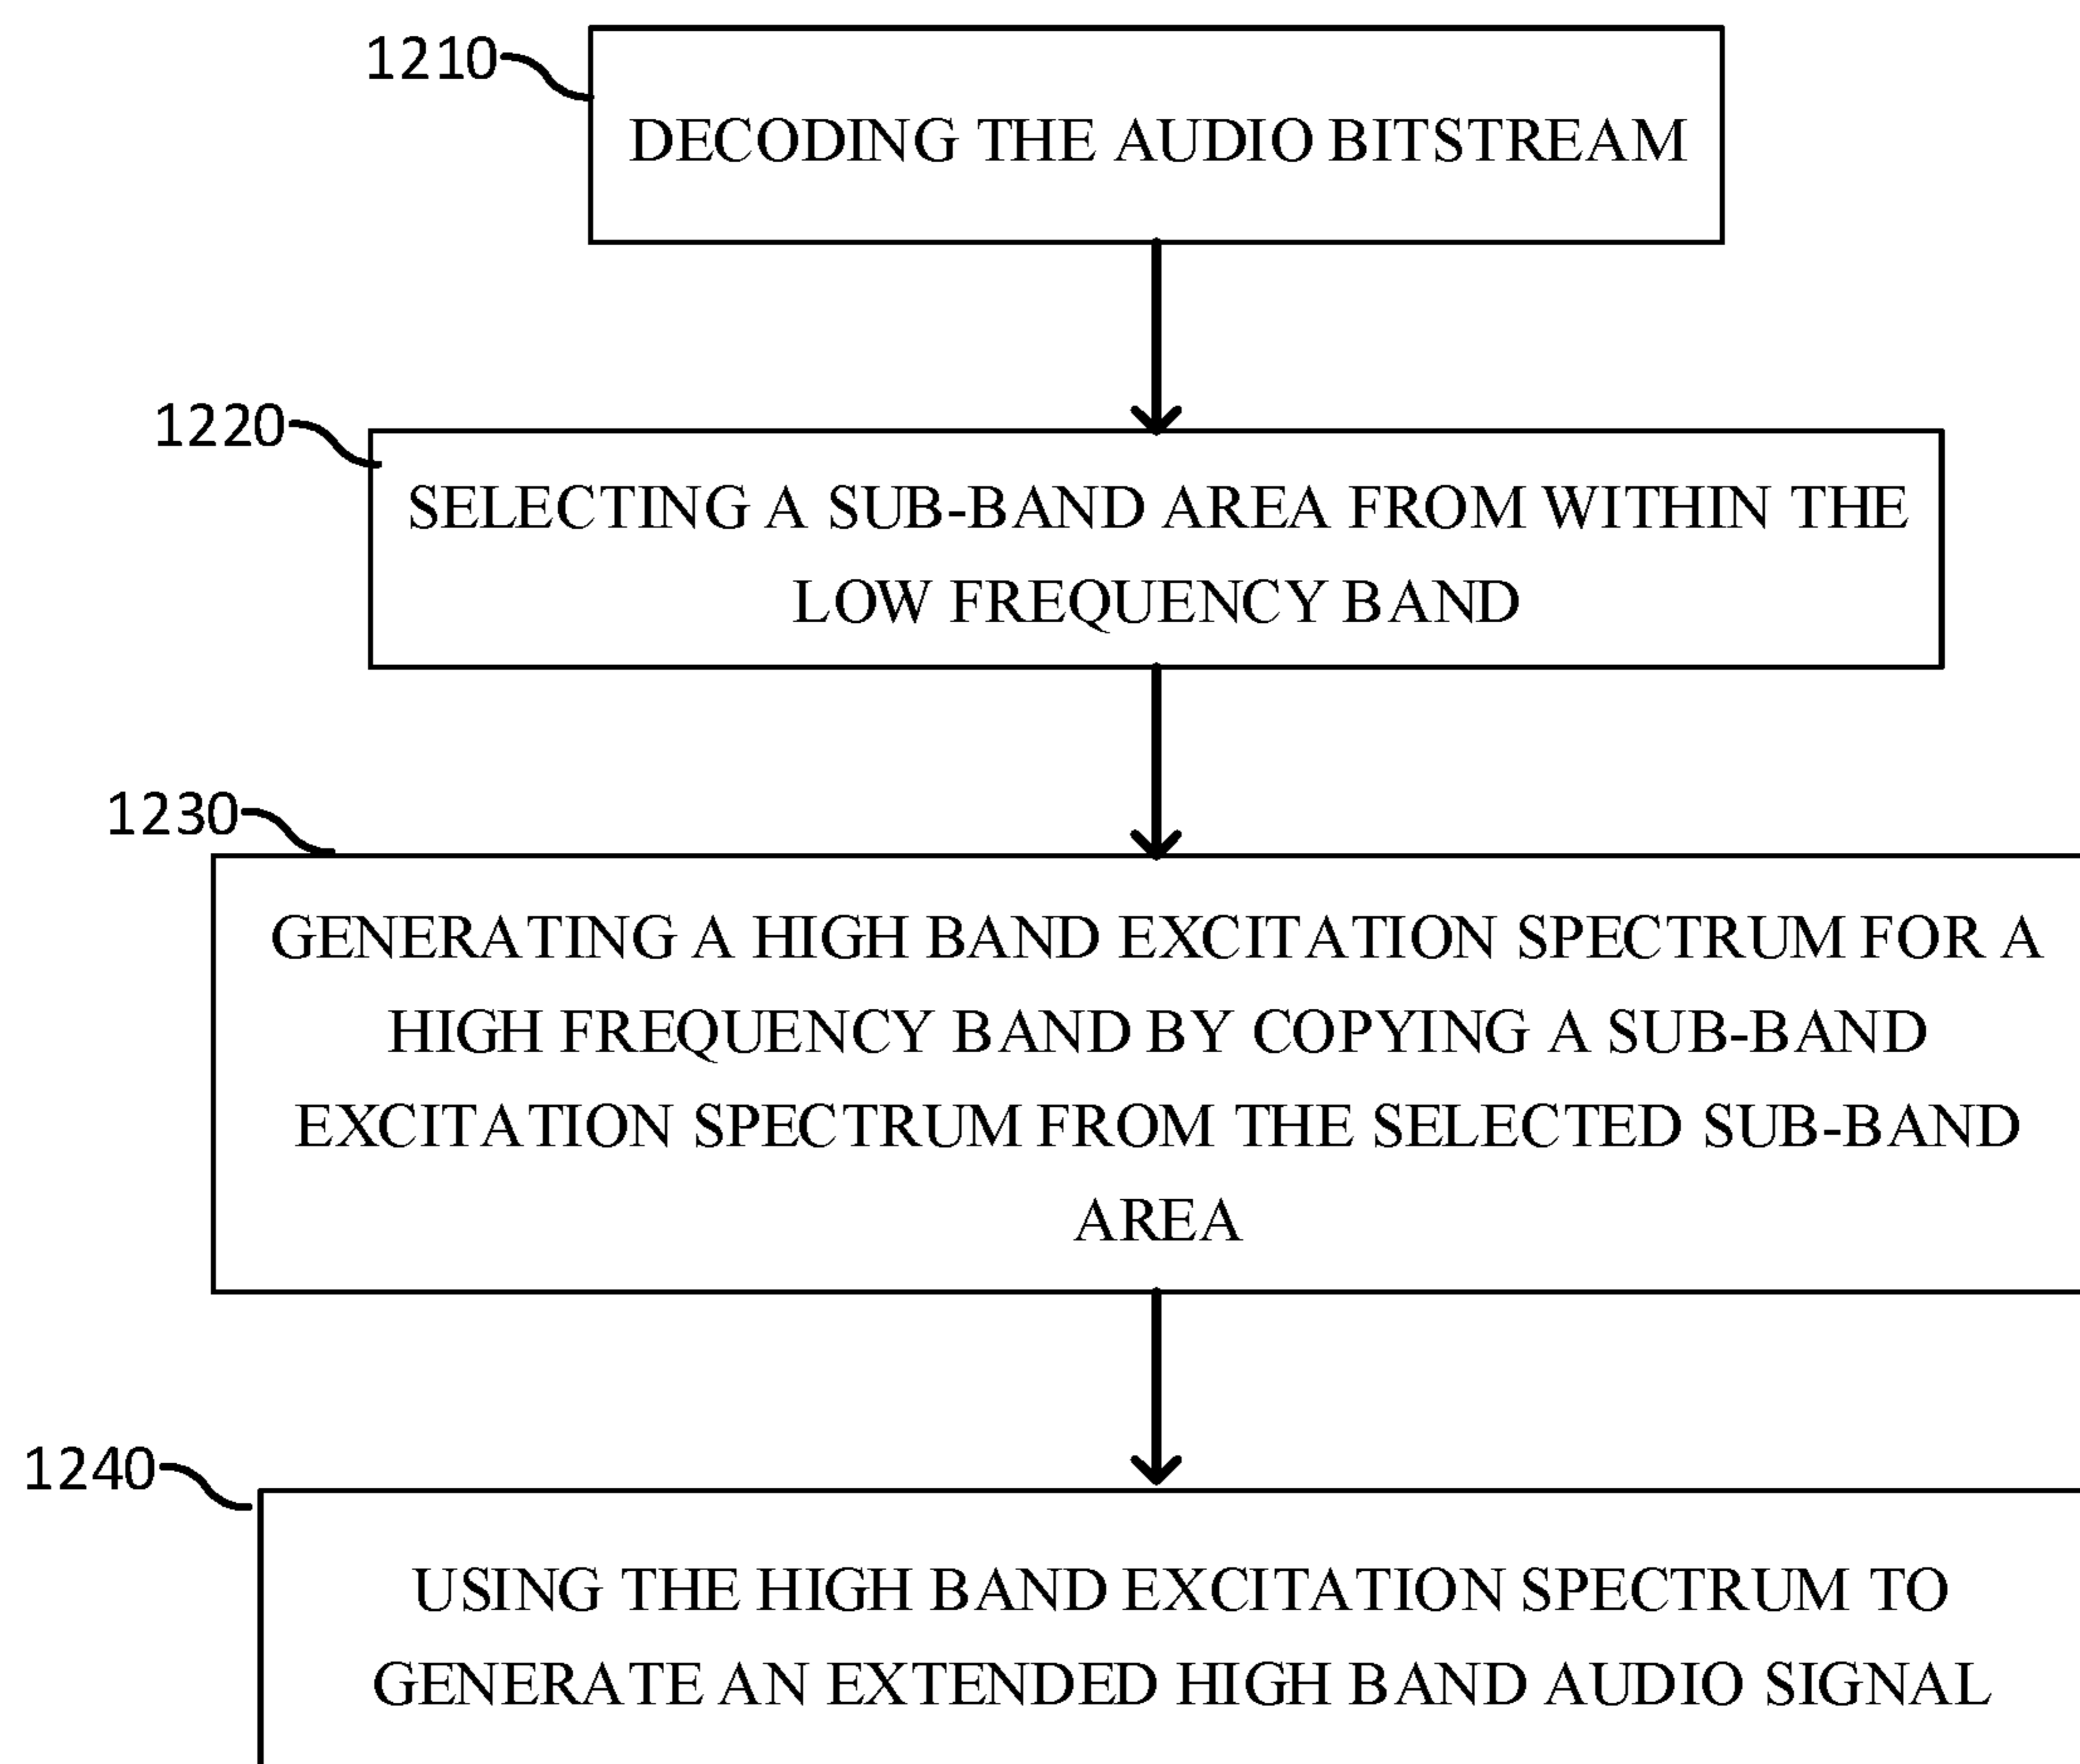 1210
DECODING THE AUDIO BITSTREAM
1220
SELECTING A SUB-BAND AREA FROM WITHIN THE
LOW FREQUENCY BAND
1230
GENERATING A HIGH BAND EXCITATION SPECTRUM FOR A
HIGH FREQUENCY BAND BY COPYING A SUB-BAND
EXCITATION SPECTRUM FROM THE SELECTED SUB-BAND
AREA
1240
USING THE HIGH BAND EXCITATION SPECTRUM TO
GENERATE AN EXTENDED HIGH BAND AUDIO SIGNAL